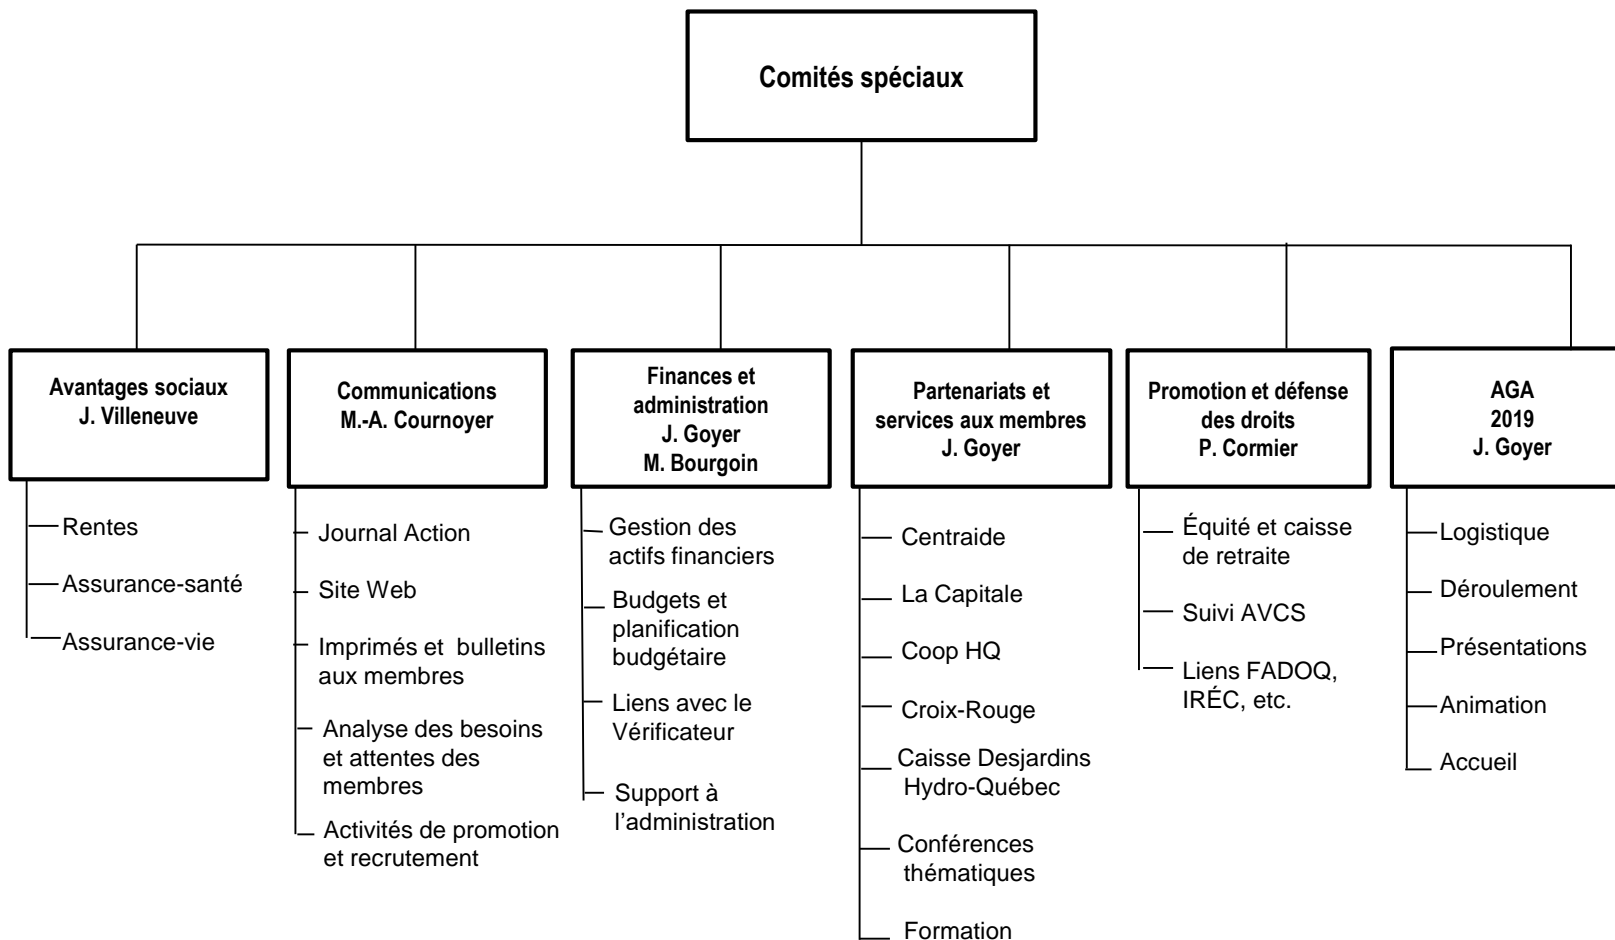 Comités spéciaux
Avantages sociaux
J. Villeneuve
Rentes
Assurance-santé
Assurance-vie
Communications
M.-A. Cournoyer
Journal Action
Site Web
Imprimés et bulletins
aux membres
Analyse des besoins
et attentes des
membres
Activités de promotion
et recrutement
Finances et
administration
J. Goyer
M. Bourgoin
Gestion des
actifs financiers
Budgets et
planification
budgétaire
Liens avec le
Vérificateur
Support à
l’administration
Partenariats et
services aux membres
J. Goyer
Centraide
La Capitale
Coop HQ
Croix-Rouge
Caisse Desjardins
Hydro-Québec
Conférences
thématiques
Formation
Promotion et défense
des droits
P. Cormier
Équité et caisse
de retraite
Suivi AVCS
Liens FADOQ,
IRÉC, etc.
AGA
2019
J. Goyer
Logistique
Déroulement
Présentations
Animation
Accueil